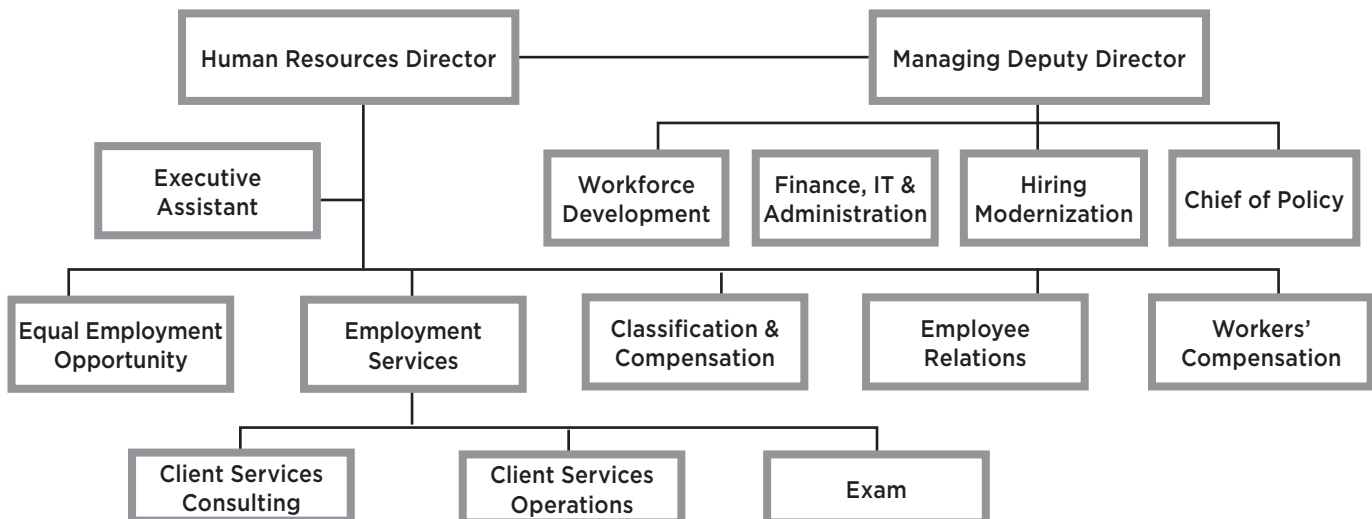 Human Resources Director
Managing Deputy Director
Executive
Assistant
Workforce
Development
Finance, IT &
Administration
Hiring
Modernization
Chief of Policy
Equal Employment
Opportunity
Employment
Services
Classification &
Compensation
Employee
Relations
Workers’
Compensation
Client Services
Consulting
Client Services
Operations
Exam